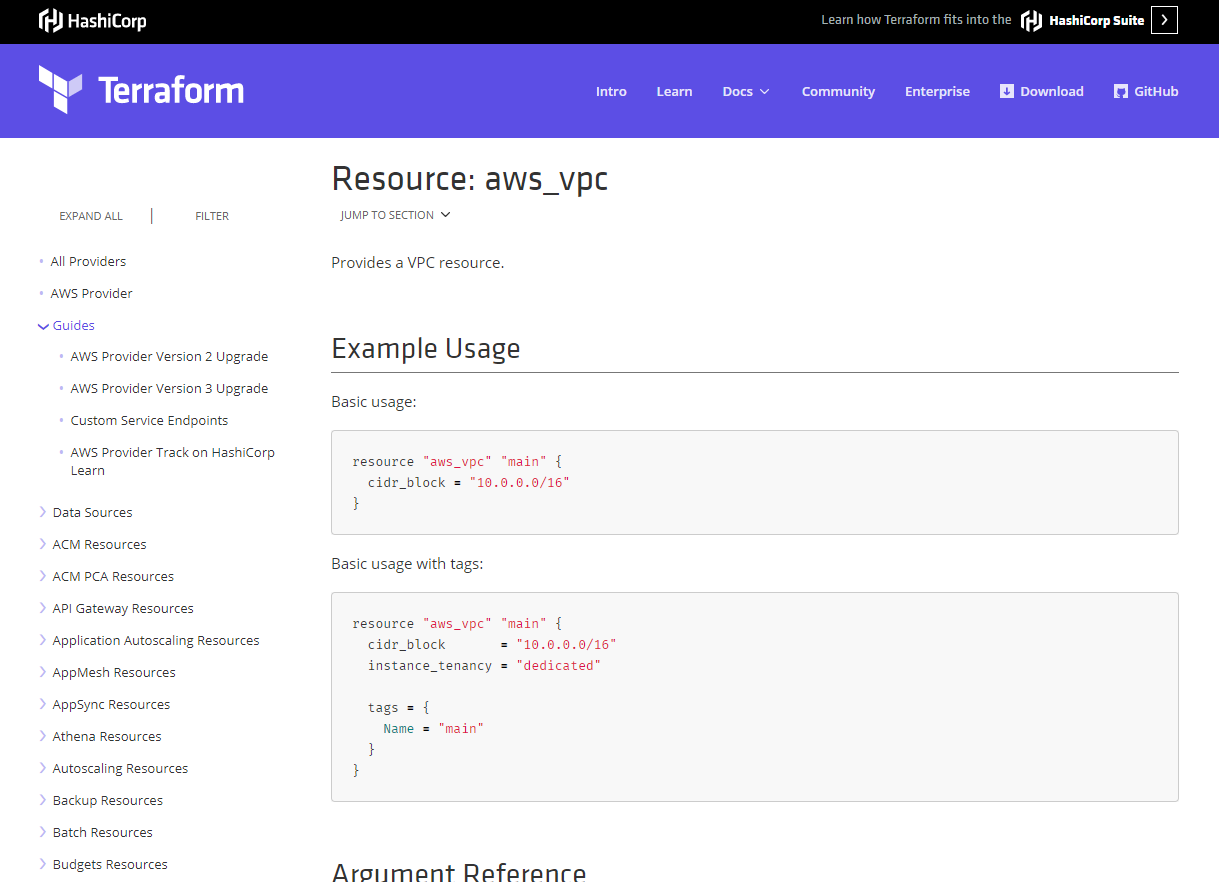 HashiCorp
Learn how Terraform fits into the HashiCorp Suite
Terraform
Intro Learn Docs Community Enterprise Download GitHub
EXPAND ALL | FILTER
All Providers
AWS Provider
Guides
AWS Provider Version 2 Upgrade
AWS Provider Version 3 Upgrade
Custom Service Endpoints
AWS Provider Track on HashiCorp
Learn
Data Sources
ACM Resources
ACM PCA Resources
API Gateway Resources
Application Autoscaling Resources
AppMesh Resources
AppSync Resources
Athena Resources
Autoscaling Resources
Backup Resources
Batch Resources
Budgets Resources
Resource: aws_vpc
JUMP TO SECTION
Provides a VPC resource.
Example Usage
Basic usage:
resource "aws_vpc" "main" {
  cidr_block = "10.0.0.0/16"
}
Basic usage with tags:
resource "aws_vpc" "main" {
  cidr_block       = "10.0.0.0/16"
  instance_tenancy = "dedicated"
  tags = {
    Name = "main"
  }
}
Argument Reference